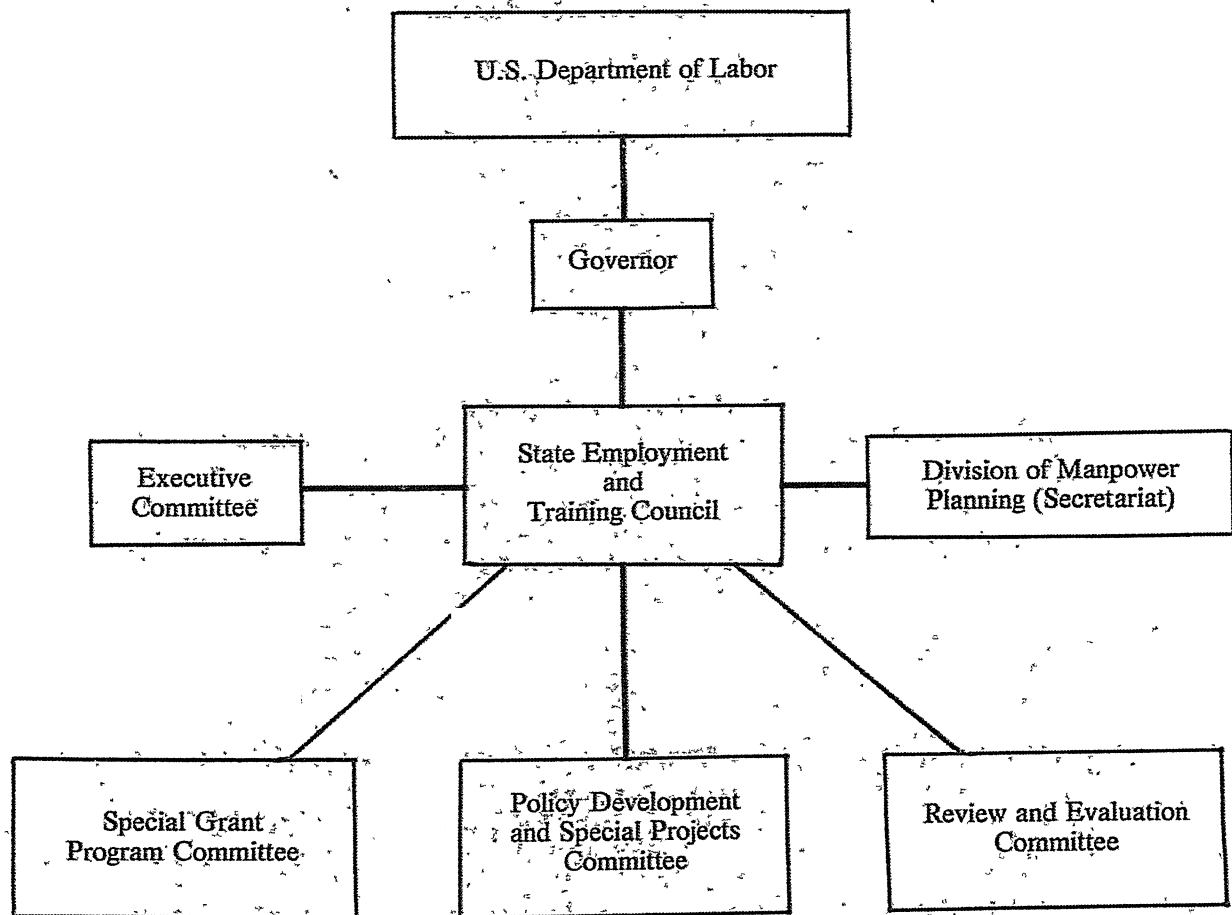 U.S. Department of Labor
Governor
State Employment
and
Training Council
Executive
Committee
Division of Manpower
Planning (Secretariat)
Special Grant
Program Committee
Policy Development
and Special Projects
Committee
Review and Evaluation
Committee